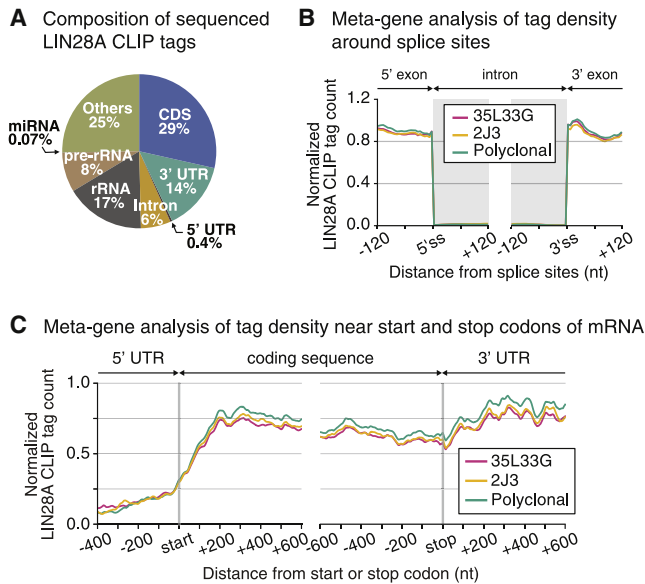 A Composition of sequenced
LIN28A CLIP tags
Others
25%
CDS
29%
miRNA
0.07%
pre-rRNA
8%
3' UTR
14%
rRNA
17%
Intron
6%
5' UTR
0.4%
B Meta-gene analysis of tag density
around splice sites
5' exon intron 3' exon
Normalized
LIN28A CLIP tag count
1.2
0.8
0.4
0.0
35L33G
2J3
Polyclonal
-120 5'ss +120 -120 3'ss +120
Distance from splice sites (nt)
C Meta-gene analysis of tag density near start and stop codons of mRNA
5' UTR coding sequence 3' UTR
Normalized
LIN28A CLIP tag count
1.0
0.5
0.0
35L33G
2J3
Polyclonal
-400 -200 start +200 +400 +600 -600 -400 -200 stop +200 +400 +600
Distance from start or stop codon (nt)